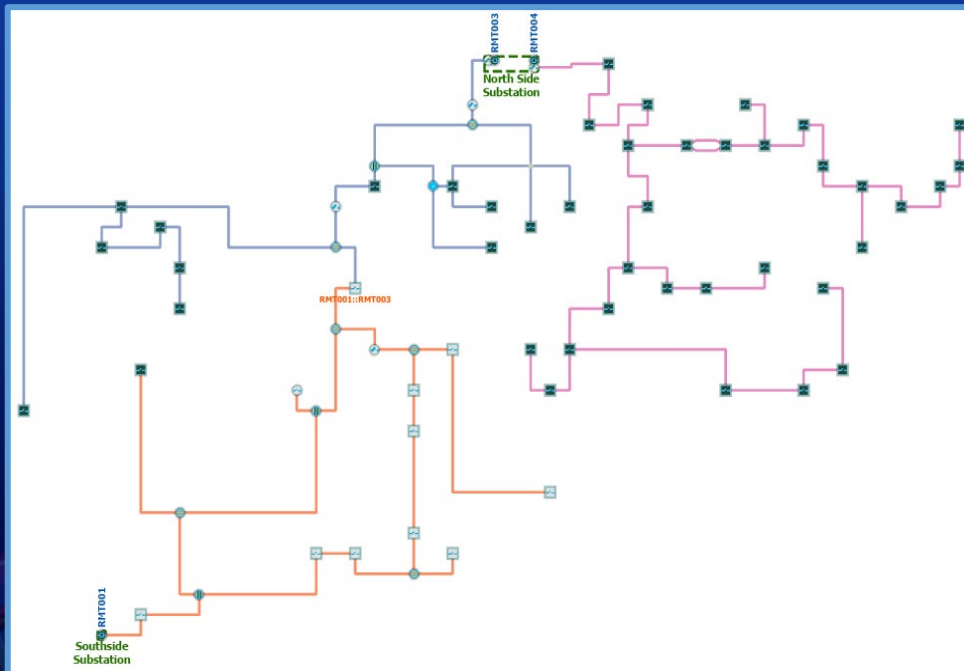 RMT003
RMT004
North Side
Substation
RMT001::RMT003
RMT001
Southside
Substation